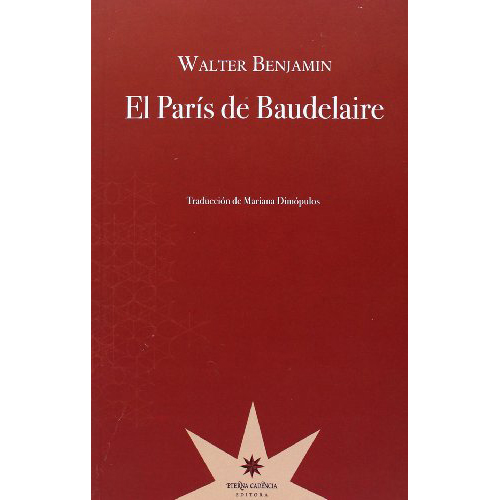 WALTER BENJAMIN
El París de Baudelaire
Traducción de Mariana Dimópulos
ETERNA CADENCIA
EDITORA